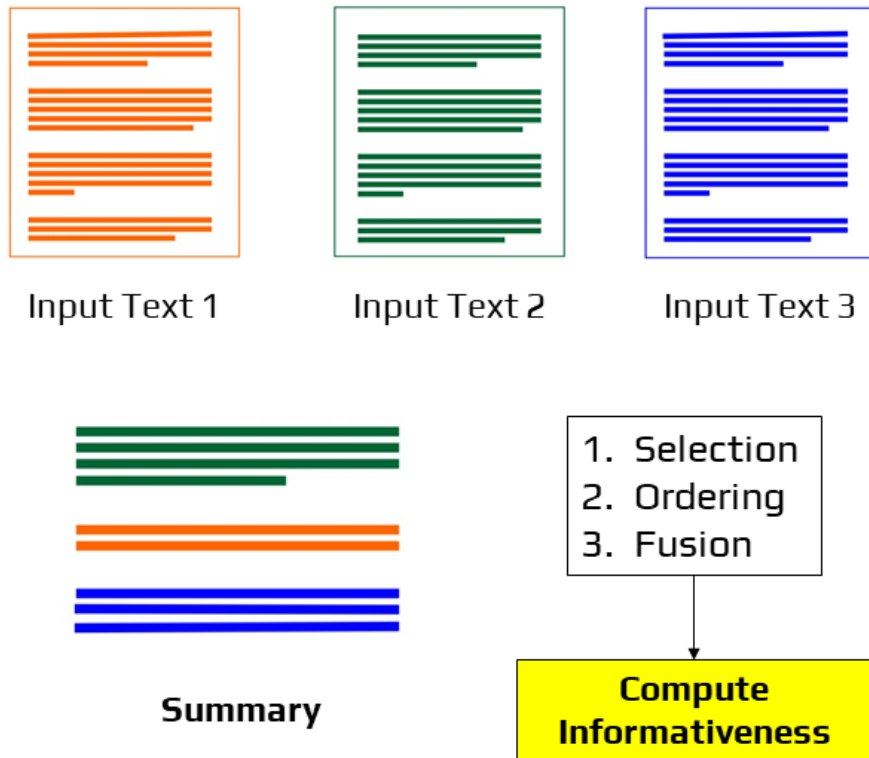 Input Text 1
Input Text 2
Input Text 3
1. Selection
2. Ordering
3. Fusion
Summary
Compute
Informativeness